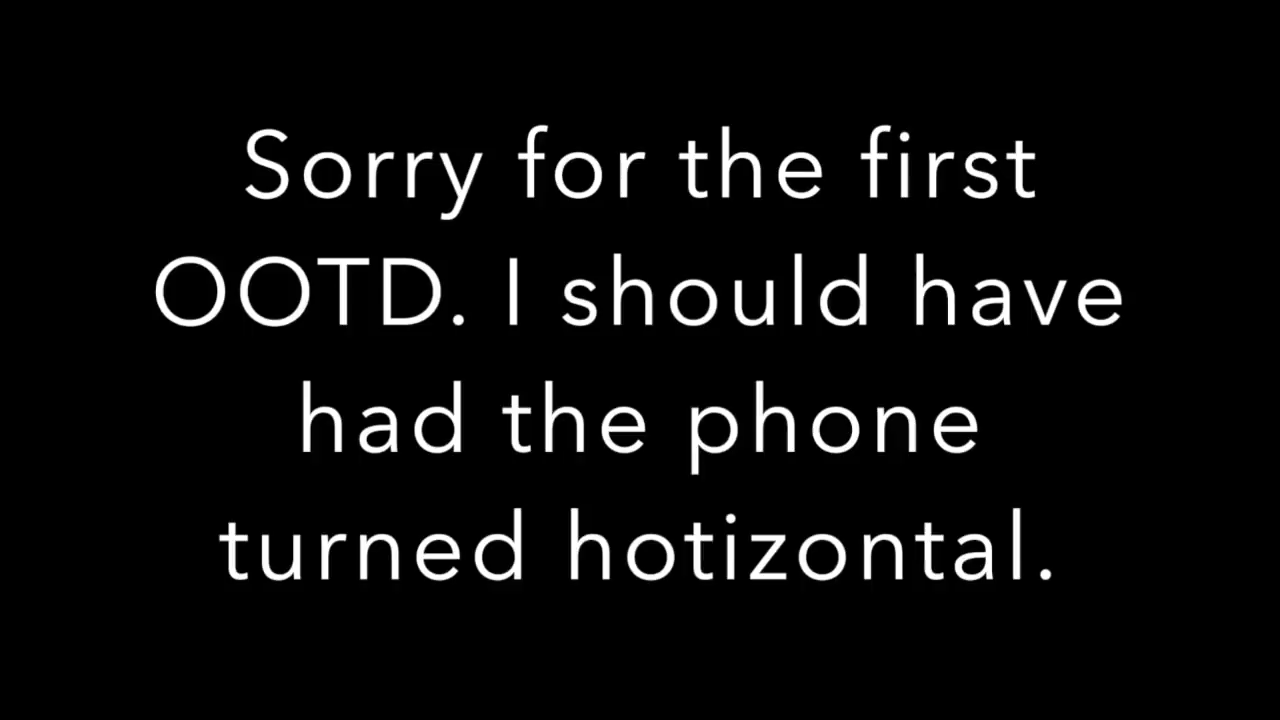 Sorry for the first
OOTD. I should have
had the phone
turned hotizontal.